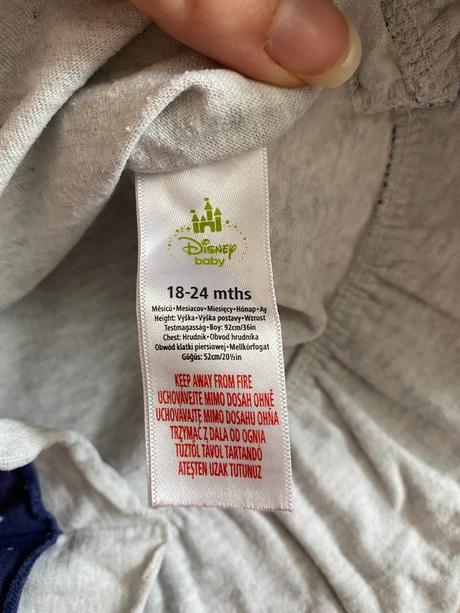 Disney
baby
18-24 mths
Měsíců•Mesiacov•Miesięcy•Hónap•Ay
Height: Výška•Výška postavy•Wzrost
Testmagasság•Boy: 92cm/36in
Chest: Hrudník•Obvod hrudníka
Obwód klatki piersiowej•Mellkörfogat
Göğüs: 52cm/20½in
KEEP AWAY FROM FIRE
UCHOVÁVEJTE MIMO DOSAH OHNĚ
UCHOVÁVAJTE MIMO DOSAHU OHŇA
TRZYMAĆ Z DALA OD OGNIA
TŰZTŐL TÁVOL TARTANDÓ
ATEŞTEN UZAK TUTUNUZ